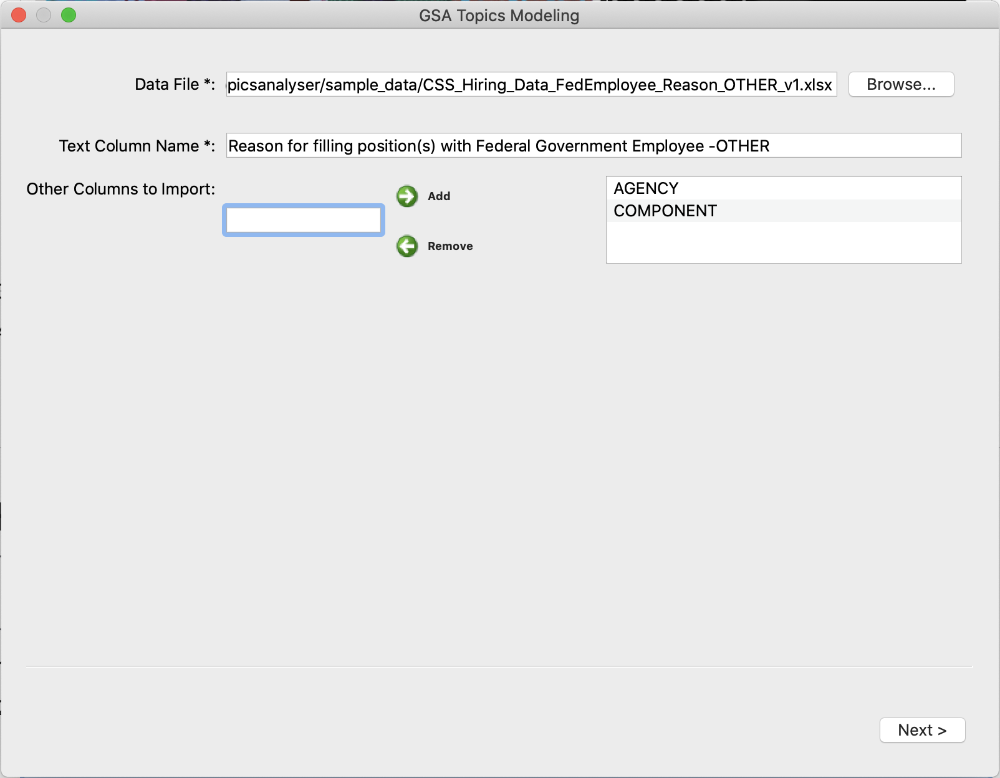 GSA Topics Modeling
Data File *:
picsanalyser/sample_data/CSS_Hiring_Data_FedEmployee_Reason_OTHER_v1.xlsx
Browse...
Text Column Name *:
Reason for filling position(s) with Federal Government Employee -OTHER
Other Columns to Import:
Add
Remove
AGENCY
COMPONENT
Next >